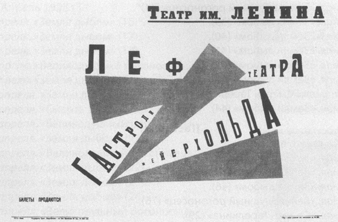 ТЕАТР ИМ. ЛЕНИНА
ЛЕФ
ТЕАТРА
ГАСТРОЛИ
МЕЙЕРХОЛЬДА
БИЛЕТЫ ПРОДАЮТСЯ